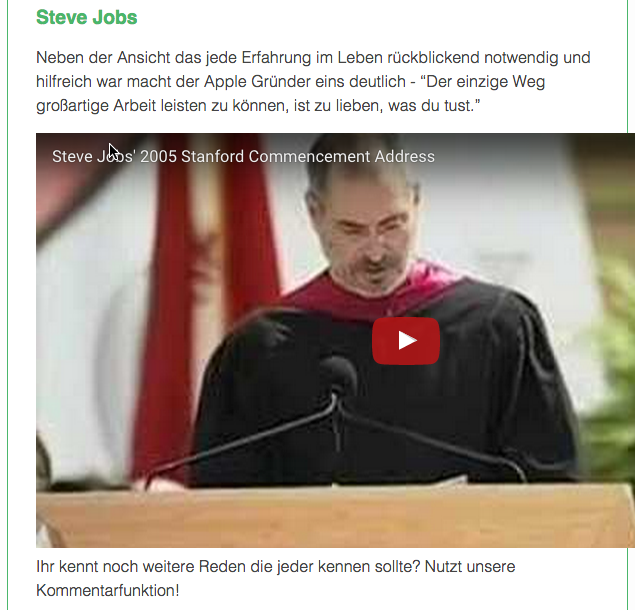 Steve Jobs
Neben der Ansicht das jede Erfahrung im Leben rückblickend notwendig und
hilfreich war macht der Apple Gründer eins deutlich - “Der einzige Weg
großartige Arbeit leisten zu können, ist zu lieben, was du tust.”
Steve Jobs' 2005 Stanford Commencement Address
Ihr kennt noch weitere Reden die jeder kennen sollte? Nutzt unsere
Kommentarfunktion!